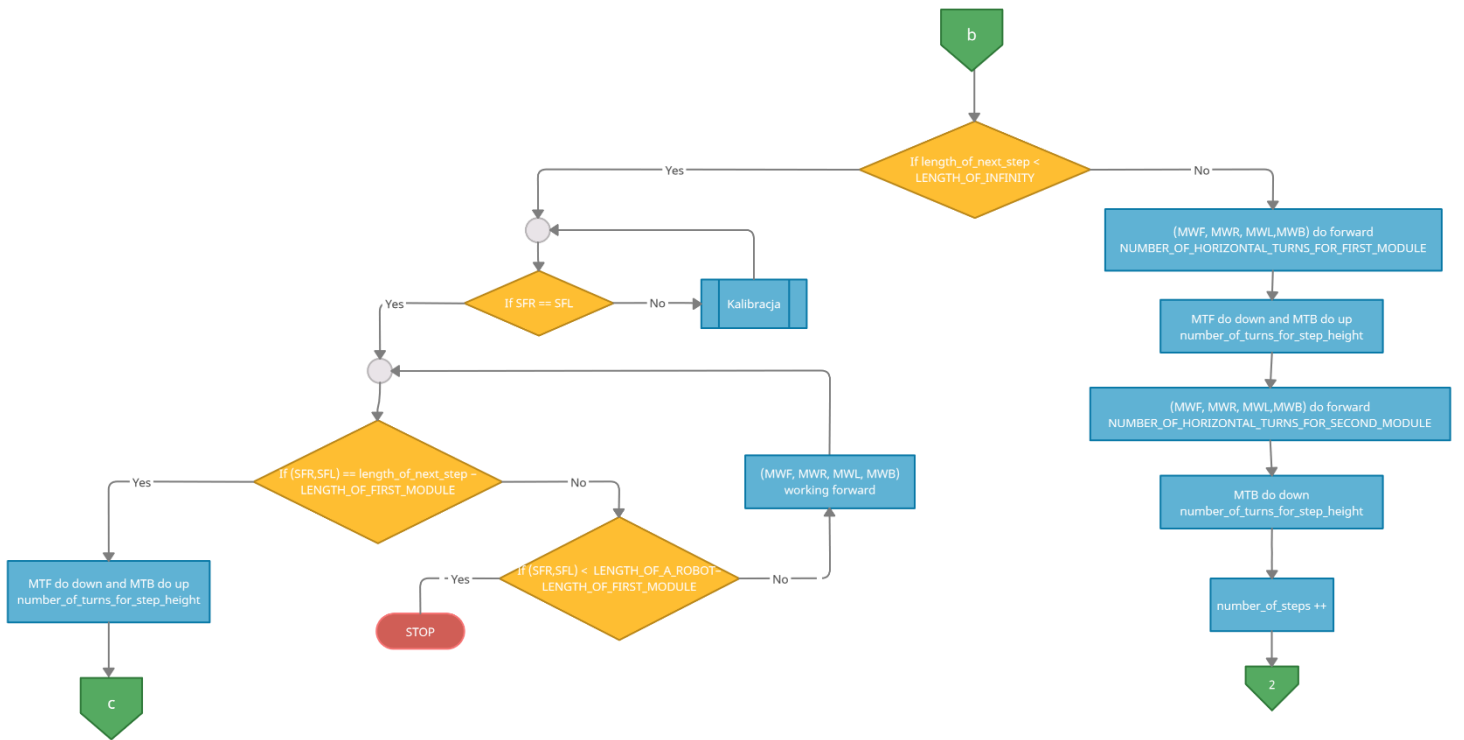 b
If length_of_next_step <
LENGTH_OF_INFINITY
Yes
No
(MWF, MWR, MWL,MWB) do forward
NUMBER_OF_HORIZONTAL_TURNS_FOR_FIRST_MODULE
If SFR == SFL
Yes
No
Kalibracja
MTF do down and MTB do up
number_of_turns_for_step_height
(MWF, MWR, MWL,MWB) do forward
NUMBER_OF_HORIZONTAL_TURNS_FOR_SECOND_MODULE
If (SFR,SFL) == length_of_next_step –
LENGTH_OF_FIRST_MODULE
Yes
No
(MWF, MWR, MWL, MWB)
working forward
MTB do down
number_of_turns_for_step_height
If (SFR,SFL) < LENGTH_OF_A_ROBOT–
LENGTH_OF_FIRST_MODULE
Yes
No
MTF do down and MTB do up
number_of_turns_for_step_height
STOP
number_of_steps ++
c
2